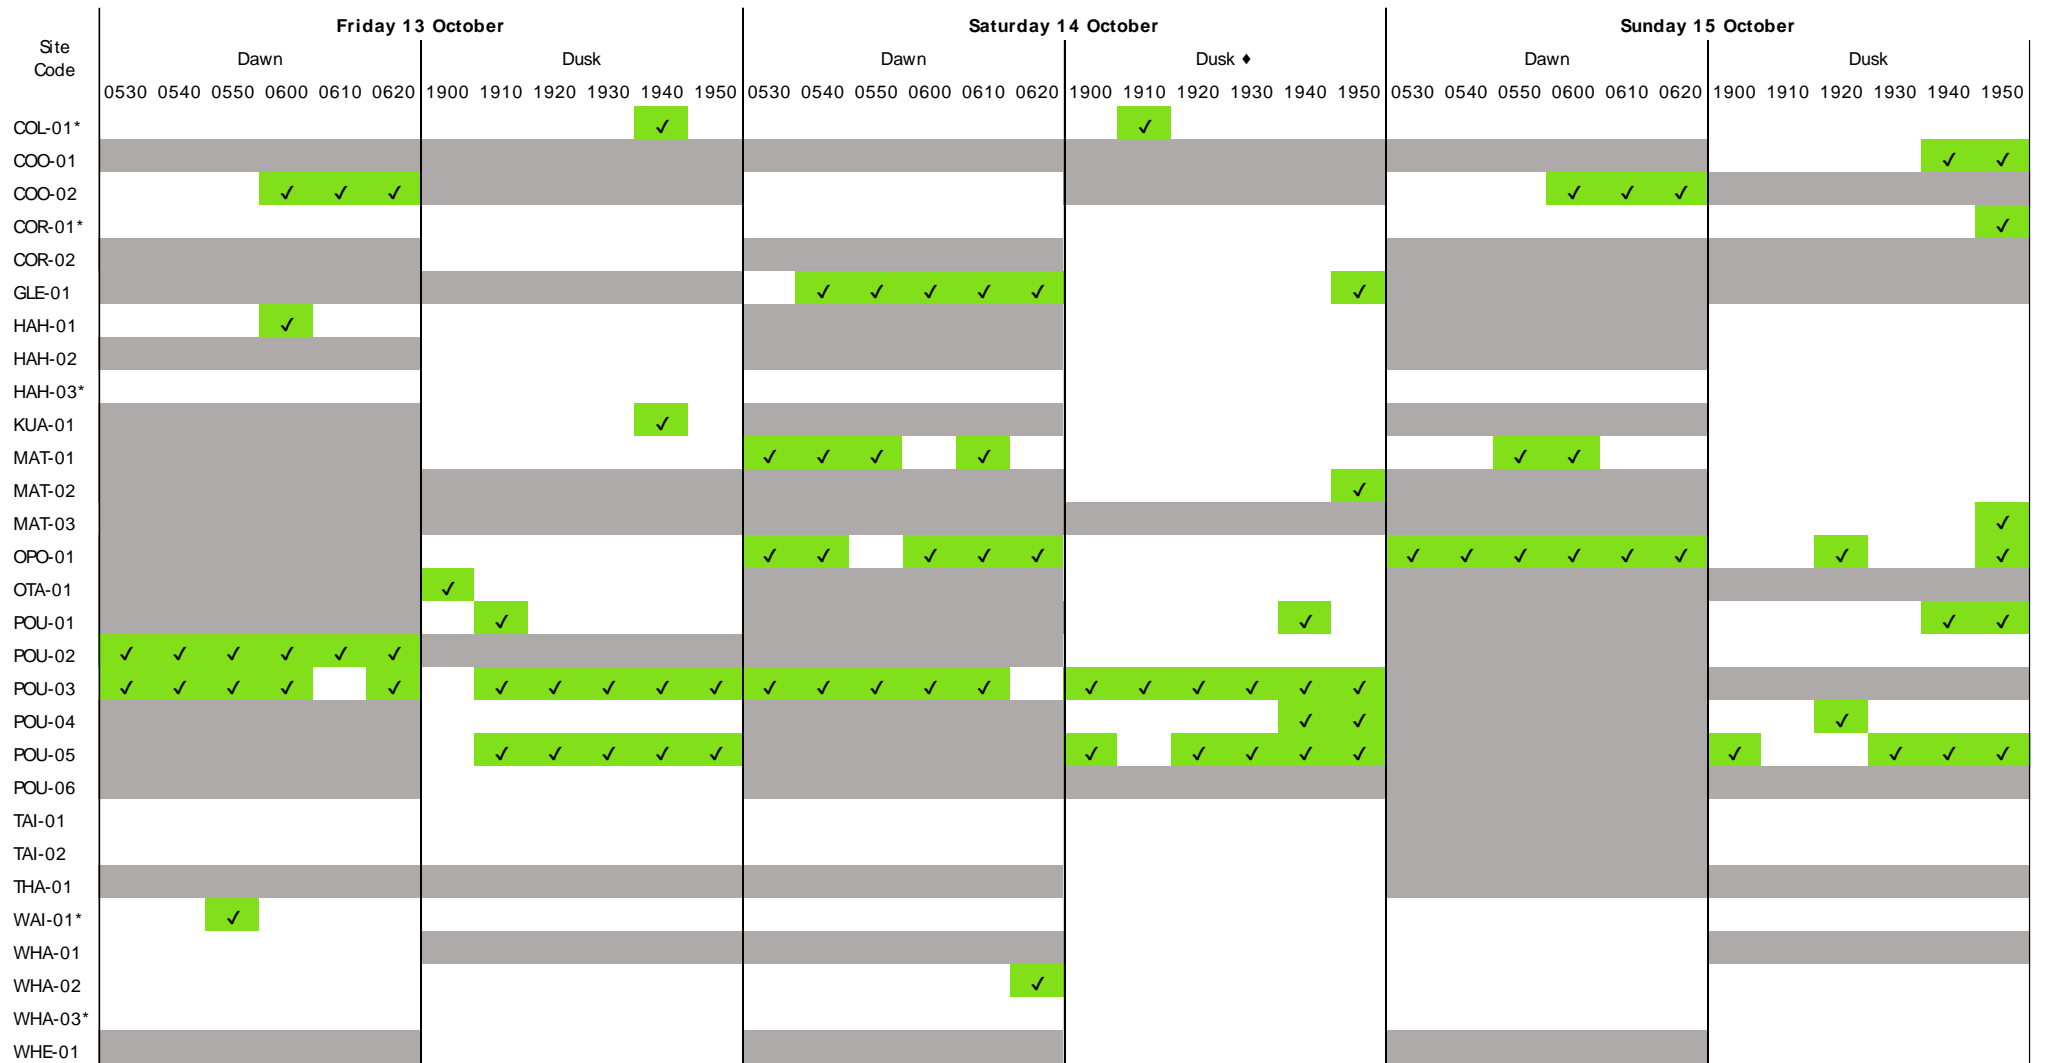 Friday 13 October Saturday 14 October Sunday 15 October
Site Code Dawn Dusk Dawn Dusk ♦ Dawn Dusk
0530 0540 0550 0600 0610 0620 1900 1910 1920 1930 1940 1950 0530 0540 0550 0600 0610 0620 1900 1910 1920 1930 1940 1950 0530 0540 0550 0600 0610 0620 1900 1910 1920 1930 1940 1950
COL-01* ✓ ✓
COO-01 ✓ ✓
COO-02 ✓ ✓ ✓ ✓ ✓ ✓
COR-01* ✓
COR-02
GLE-01 ✓ ✓ ✓ ✓ ✓ ✓
HAH-01 ✓
HAH-02
HAH-03*
KUA-01 ✓
MAT-01 ✓ ✓ ✓ ✓ ✓ ✓
MAT-02 ✓
MAT-03 ✓
OPO-01 ✓ ✓ ✓ ✓ ✓ ✓ ✓ ✓ ✓ ✓ ✓ ✓ ✓
OTA-01 ✓
POU-01 ✓ ✓ ✓ ✓
POU-02 ✓ ✓ ✓ ✓ ✓ ✓
POU-03 ✓ ✓ ✓ ✓ ✓ ✓ ✓ ✓ ✓ ✓ ✓ ✓ ✓ ✓ ✓ ✓ ✓ ✓ ✓ ✓ ✓
POU-04 ✓ ✓ ✓
POU-05 ✓ ✓ ✓ ✓ ✓ ✓ ✓ ✓ ✓ ✓ ✓ ✓ ✓ ✓
POU-06
TAI-01
TAI-02
THA-01
WAI-01* ✓
WHA-01
WHA-02 ✓
WHA-03*
WHE-01